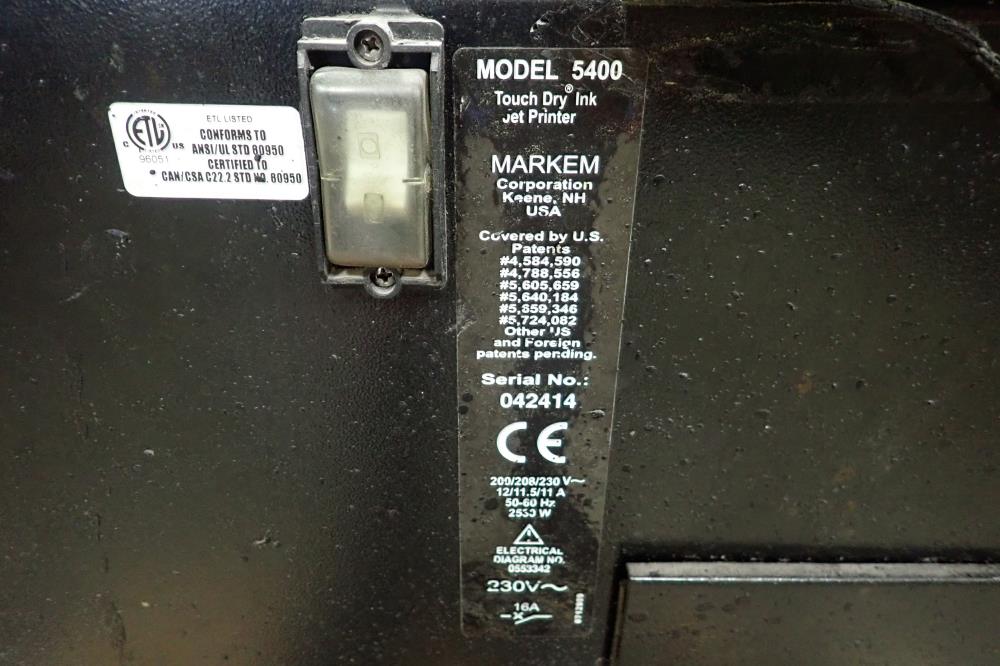 ETL LISTED
CONFORMS TO
ANSI/UL STD 60950
CERTIFIED TO
CAN/CSA C22.2 STD NO. 60950
ETL
C US
96051
MODEL 5400
Touch Dry® Ink
Jet Printer
MARKEM
Corporation
Keene, NH
USA
Covered by U.S.
Patents
#4,584,590
#4,788,556
#5,605,659
#5,640,184
#5,659,346
#5,724,082
Other US
and Foreign
patents pending.
Serial No.:
042414
CE
200/208/230 V~
12/11.5/11 A
50-60 Hz
W
ELECTRICAL
DIAGRAM NO.
0553342
230V~
16A